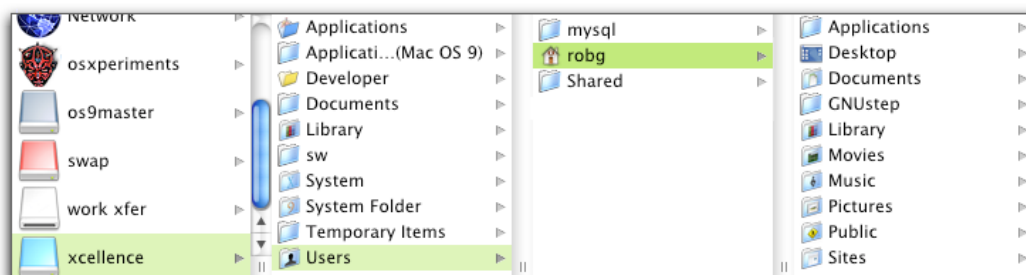 Network
osxperiments
os9master
swap
work xfer
xcellence
Applications
Applicati...(Mac OS 9)
Developer
Documents
Library
sw
System
System Folder
Temporary Items
Users
mysql
robg
Shared
Applications
Desktop
Documents
GNUstep
Library
Movies
Music
Pictures
Public
Sites